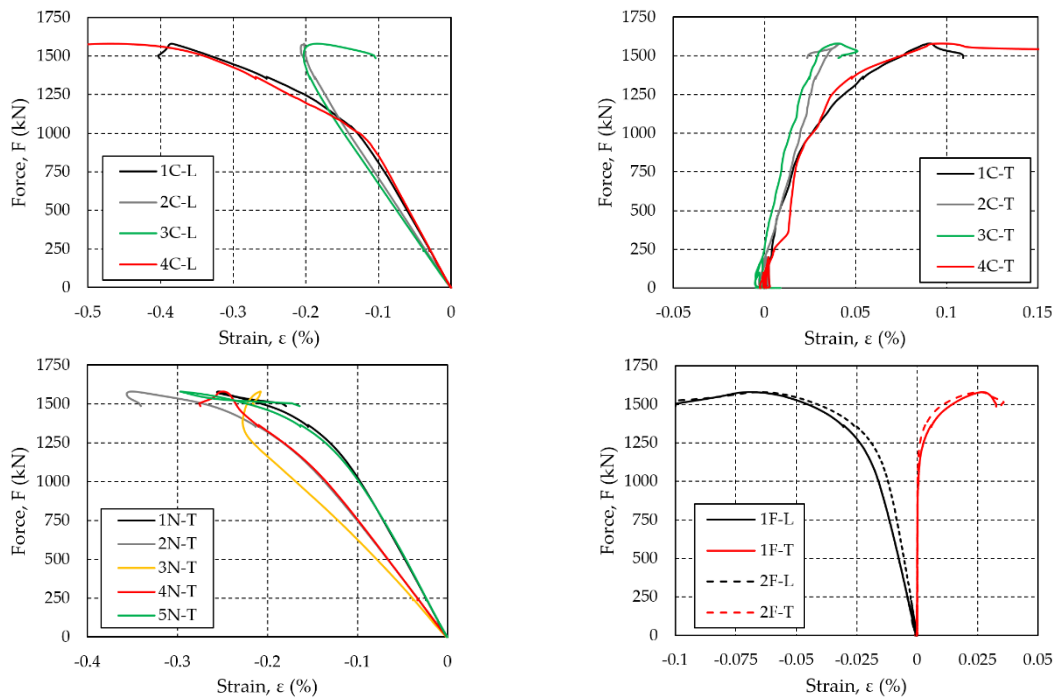 1750
1500
1250
1000
750
500
250
0
Force, F (kN)
1C-L
2C-L
3C-L
4C-L
-0.5 -0.4 -0.3 -0.2 -0.1 0
Strain, ε (%)
1750
1500
1250
1000
750
500
250
0
Force, F (kN)
1C-T
2C-T
3C-T
4C-T
-0.05 0 0.05 0.1 0.15
Strain, ε (%)
1750
1500
1250
1000
750
500
250
0
Force, F (kN)
1N-T
2N-T
3N-T
4N-T
5N-T
-0.4 -0.3 -0.2 -0.1 0
Strain, ε (%)
1750
1500
1250
1000
750
500
250
0
Force, F (kN)
1F-L
1F-T
2F-L
2F-T
-0.1 -0.075 -0.05 -0.025 0 0.025 0.05
Strain, ε (%)